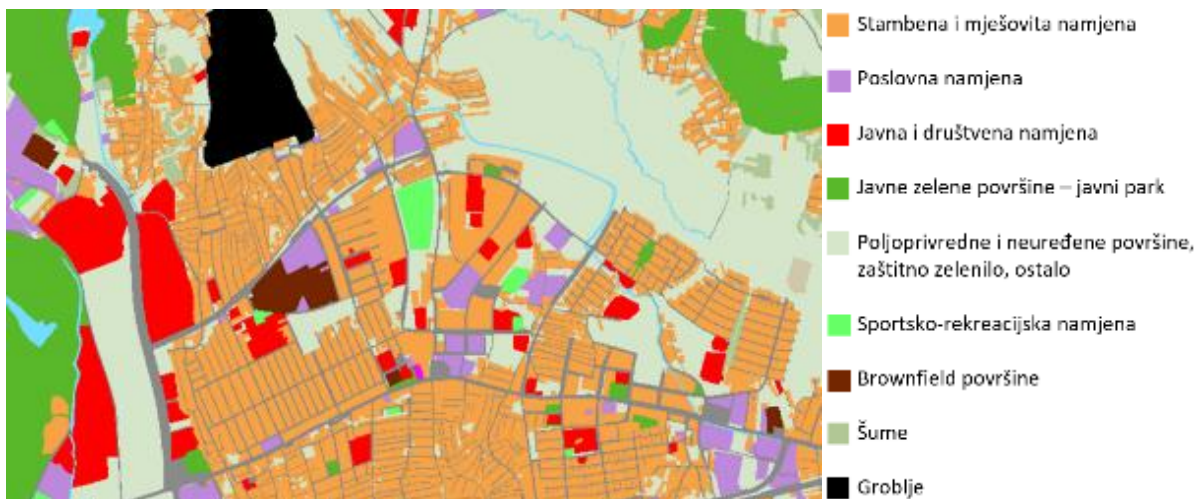 Stambena i mješovita namjena
Poslovna namjena
Javna i društvena namjena
Javne zelene površine – javni park
Poljoprivredne i neuređene površine,
zaštitno zelenilo, ostalo
Sportsko-rekreacijska namjena
Brownfield površine
Šume
Groblje